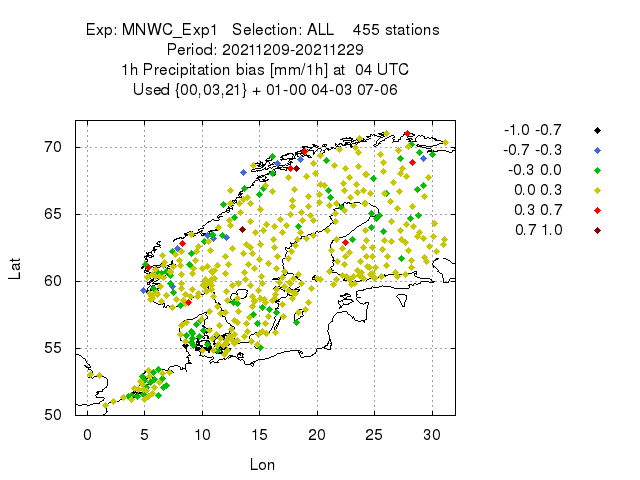 Exp: MNWC_Exp1 Selection: ALL 455 stations
Period: 20211209-20211229
1h Precipitation bias [mm/1h] at 04 UTC
Used {00,03,21} + 01-00 04-03 07-06
-1.0 -0.7
-0.7 -0.3
-0.3 0.0
0.0 0.3
0.3 0.7
0.7 1.0
Lat
70
65
60
55
50
0 5 10 15 20 25 30
Lon